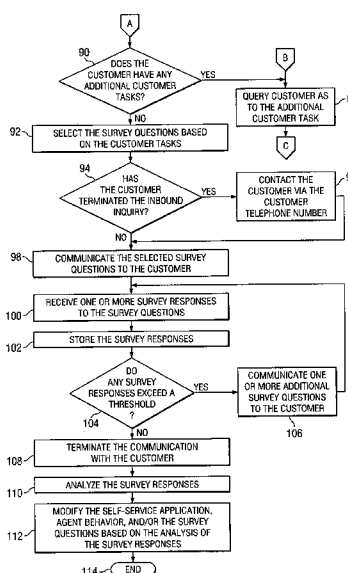 A
90
DOES THE
CUSTOMER HAVE ANY
ADDITIONAL CUSTOMER
TASKS?
YES
B
QUERY CUSTOMER AS
TO THE ADDITIONAL
CUSTOMER TASK
C
NO
92
SELECT THE SURVEY QUESTIONS BASED
ON THE CUSTOMER TASKS
94
HAS
THE CUSTOMER
TERMINATED THE INBOUND
INQUIRY?
YES
CONTACT THE
CUSTOMER VIA THE
CUSTOMER
TELEPHONE NUMBER
NO
98
COMMUNICATE THE SELECTED SURVEY
QUESTIONS TO THE CUSTOMER
100
RECEIVE ONE OR MORE SURVEY RESPONSES
TO THE SURVEY QUESTIONS
102
STORE THE SURVEY RESPONSES
DO
ANY SURVEY
RESPONSES EXCEED A
THRESHOLD
?
104
YES
COMMUNICATE ONE
OR MORE ADDITIONAL
SURVEY QUESTIONS
TO THE CUSTOMER
106
NO
108
TERMINATE THE COMMUNICATION
WITH THE CUSTOMER
110
ANALYZE THE SURVEY RESPONSES
112
MODIFY THE SELF-SERVICE APPLICATION,
AGENT BEHAVIOR, AND/OR THE SURVEY
QUESTIONS BASED ON THE ANALYSIS OF
THE SURVEY RESPONSES
114
END